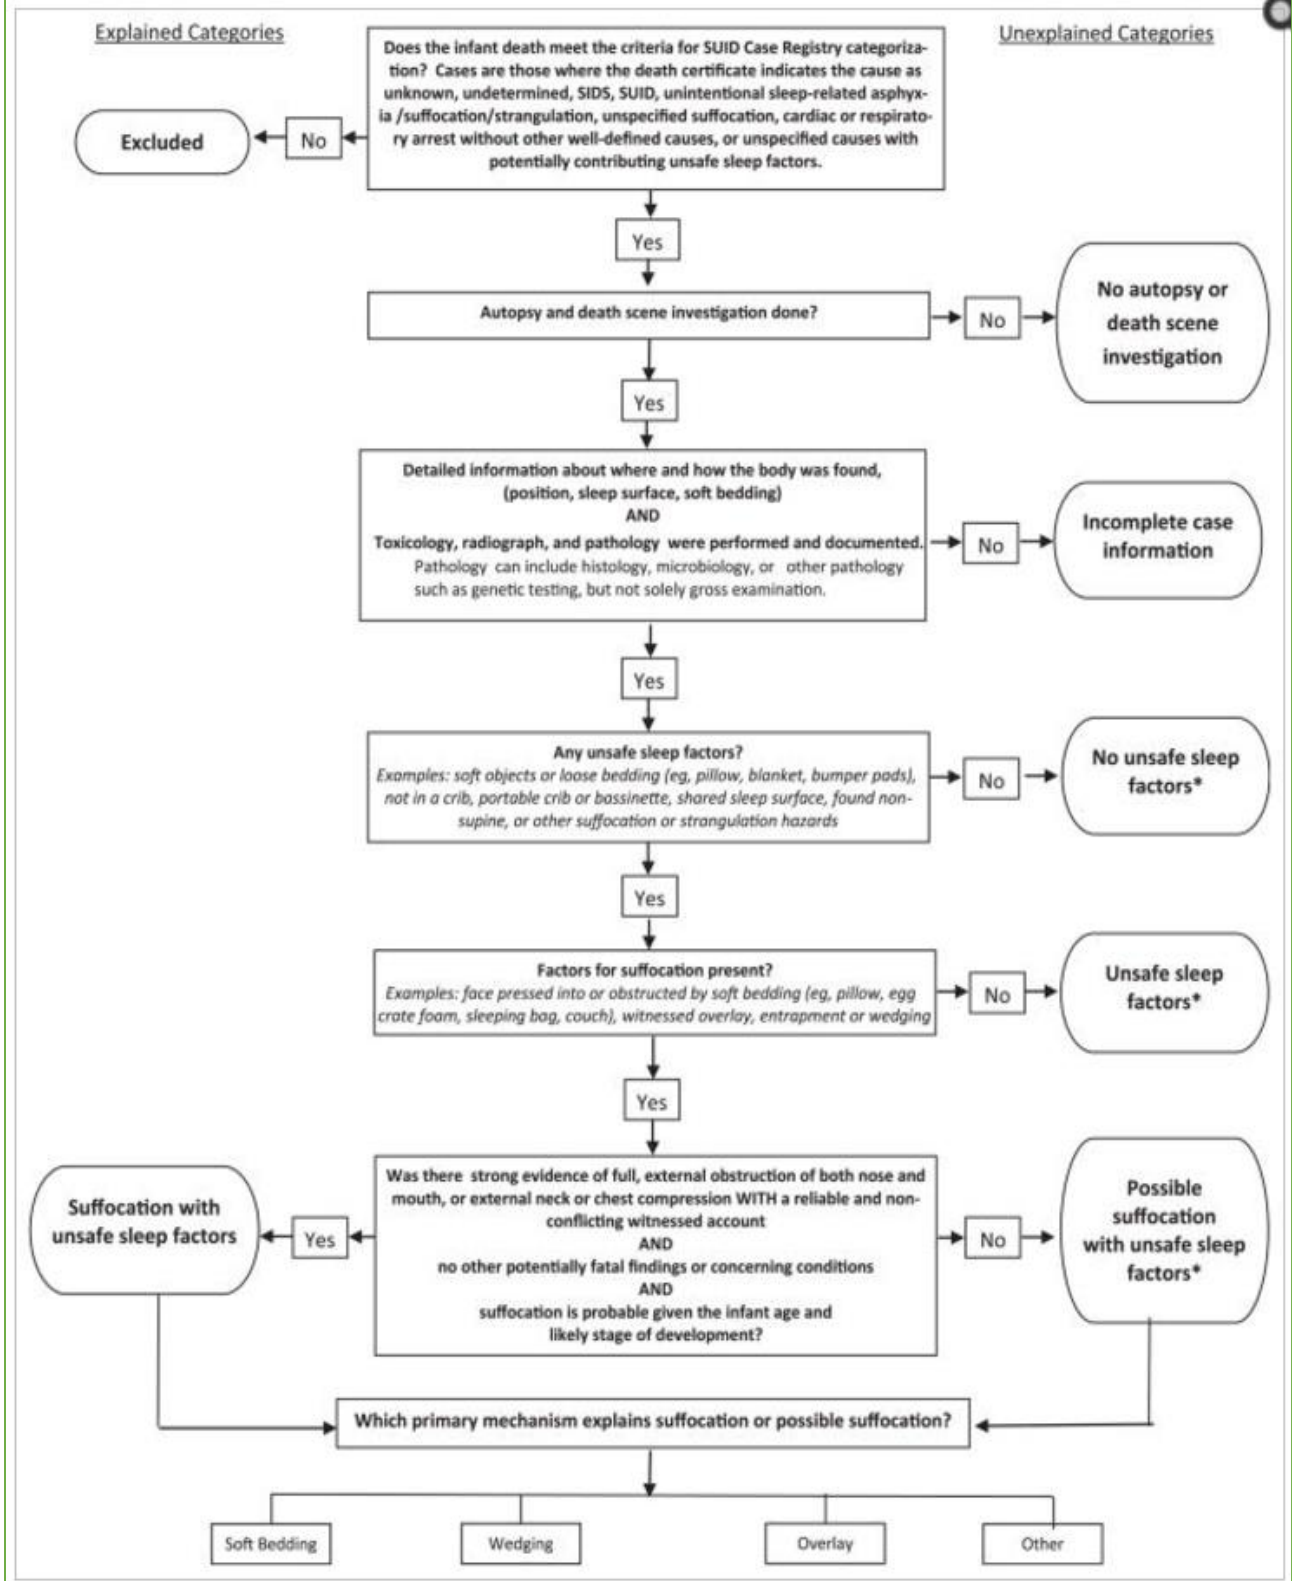 Explained Categories
Unexplained Categories
Does the infant death meet the criteria for SUID Case Registry categoriza-
tion? Cases are those where the death certificate indicates the cause as
unknown, undetermined, SIDS, SUID, unintentional sleep-related asphyx-
ia /suffocation/strangulation, unspecified suffocation, cardiac or respirato-
ry arrest without other well-defined causes, or unspecified causes with
potentially contributing unsafe sleep factors.
No
Excluded
Yes
Autopsy and death scene investigation done?
No
No autopsy or
death scene
investigation
Yes
Detailed information about where and how the body was found,
(position, sleep surface, soft bedding)
AND
Toxicology, radiograph, and pathology were performed and documented.
Pathology can include histology, microbiology, or other pathology
such as genetic testing, but not solely gross examination.
No
Incomplete case
information
Yes
Any unsafe sleep factors?
Examples: soft objects or loose bedding (eg, pillow, blanket, bumper pads),
not in a crib, portable crib or bassinette, shared sleep surface, found non-
supine, or other suffocation or strangulation hazards
No
No unsafe sleep
factors*
Yes
Factors for suffocation present?
Examples: face pressed into or obstructed by soft bedding (eg, pillow, egg
crate foam, sleeping bag, couch), witnessed overlay, entrapment or wedging
No
Unsafe sleep
factors*
Yes
Was there strong evidence of full, external obstruction of both nose and
mouth, or external neck or chest compression WITH a reliable and non-
conflicting witnessed account
AND
no other potentially fatal findings or concerning conditions
AND
suffocation is probable given the infant age and
likely stage of development?
Yes
Suffocation with
unsafe sleep factors
No
Possible
suffocation
with unsafe sleep
factors*
Which primary mechanism explains suffocation or possible suffocation?
Soft Bedding
Wedging
Overlay
Other